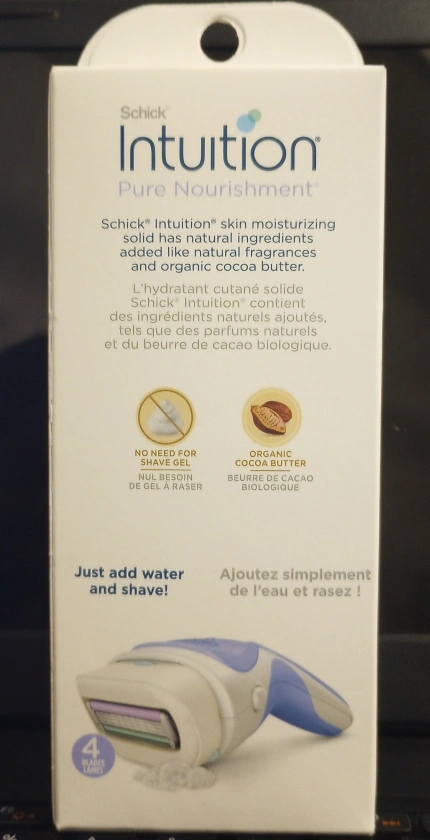 Schick®
Intuition®
Pure Nourishment®
Schick® Intuition® skin moisturizing
solid has natural ingredients
added like natural fragrances
and organic cocoa butter.
L'hydratant cutané solide
Schick® Intuition® contient
des ingrédients naturels ajoutés,
tels que des parfums naturels
et du beurre de cacao biologique.
NO NEED FOR
SHAVE GEL
NUL BESOIN
DE GEL À RASER
ORGANIC
COCOA BUTTER
BEURRE DE CACAO
BIOLOGIQUE
Just add water
and shave!
Ajoutez simplement
de l'eau et rasez !
4
BLADES
LAMES